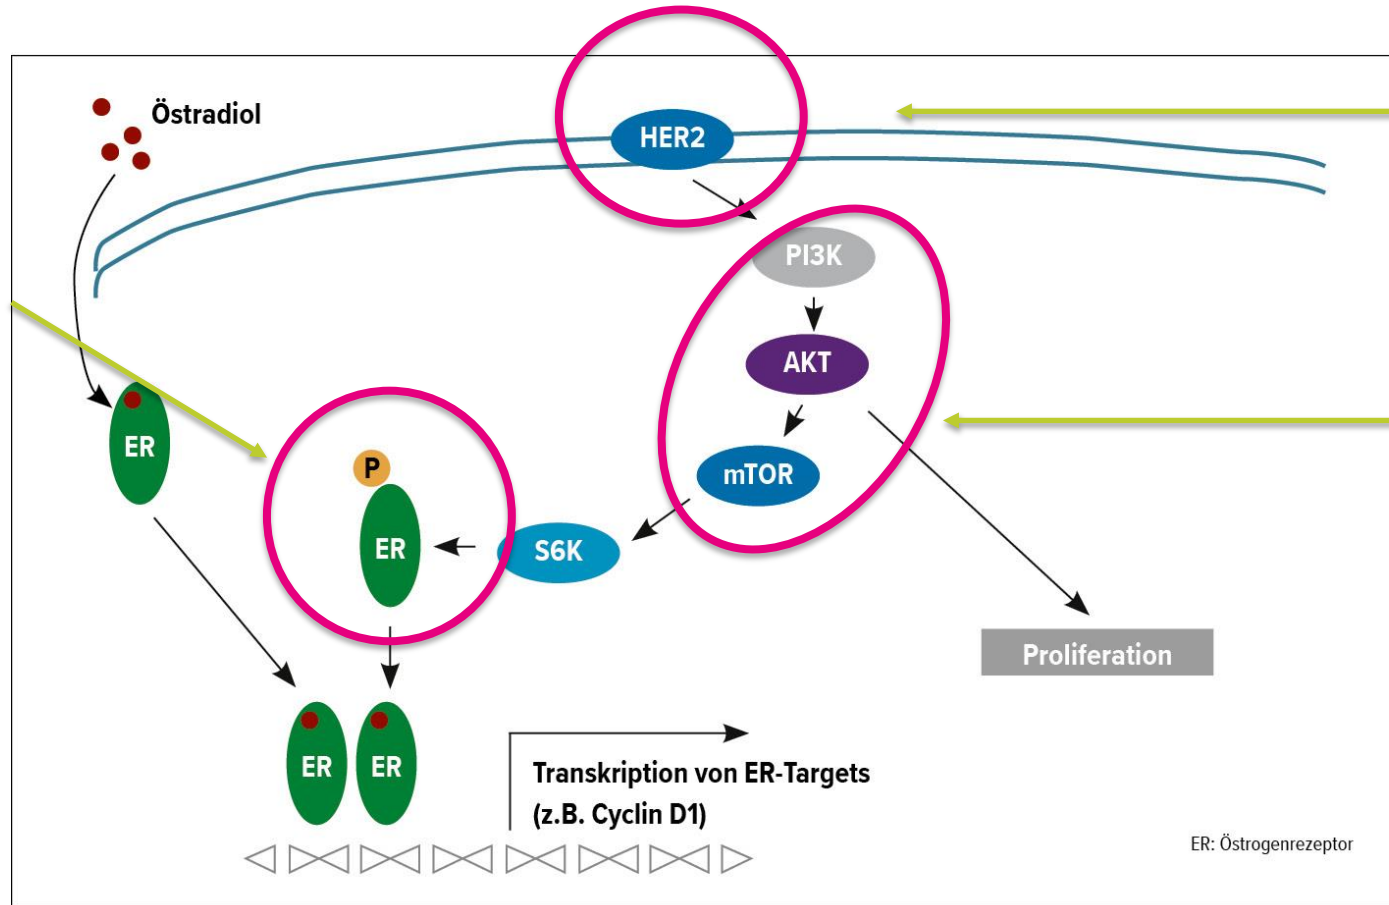 Östradiol
HER2
PI3K
AKT
ER
P
mTOR
ER
S6K
Proliferation
ER
ER
Transkription von ER-Targets
(z.B. Cyclin D1)
ER: Östrogenrezeptor